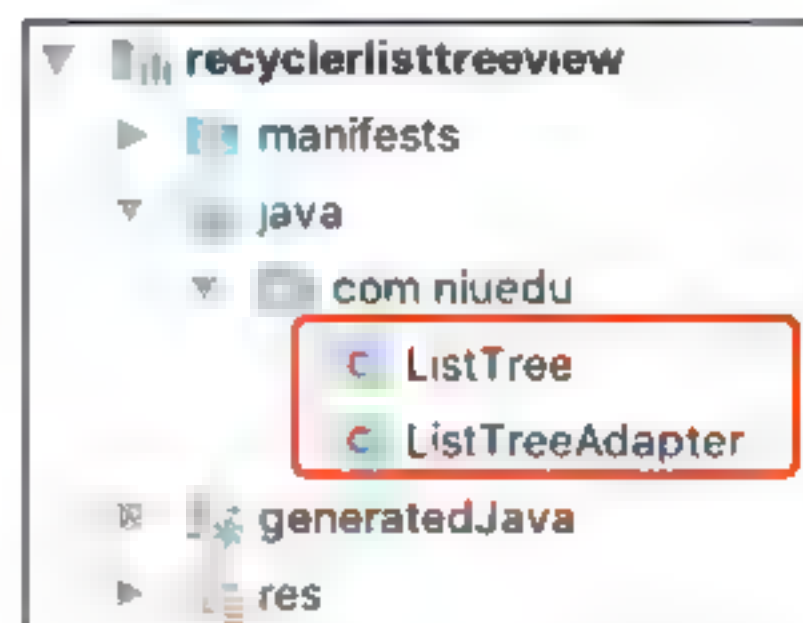 recyclerlisttreeview
manifests
java
com niuedu
C ListTree
C ListTreeAdapter
generatedJava
res